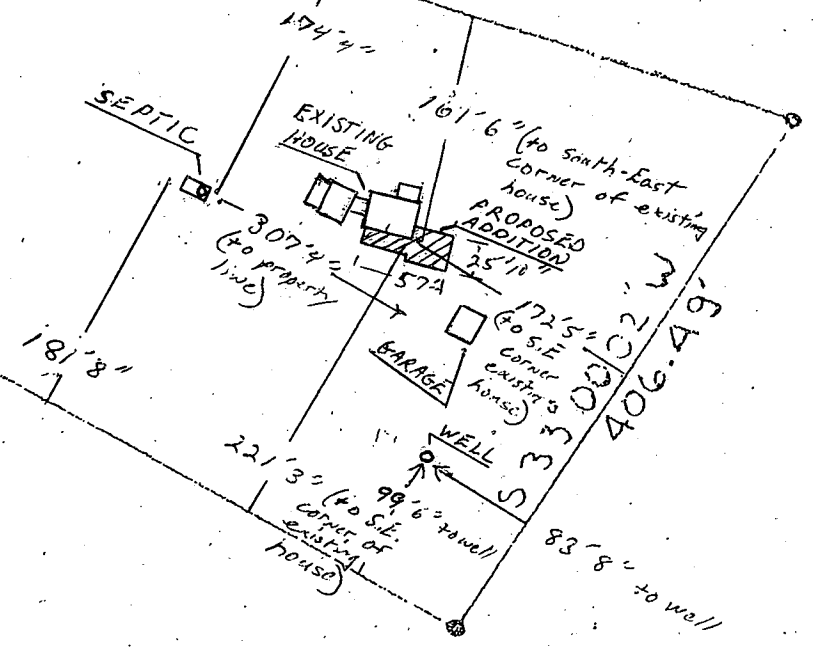 174'4"
SEPTIC
EXISTING
HOUSE
161'6" (to south-East
corner of existing
house)
PROPOSED
ADDITION
25'10"
307'4"
(to property
line)
57'
172'5"
(to S.E
corner
existing
house)
GARAGE
S 33 00 02" W
406.49'
181'8"
WELL
221'3" (to S.E.
corner of
existing
house)
99'6" to well
83'8" to well